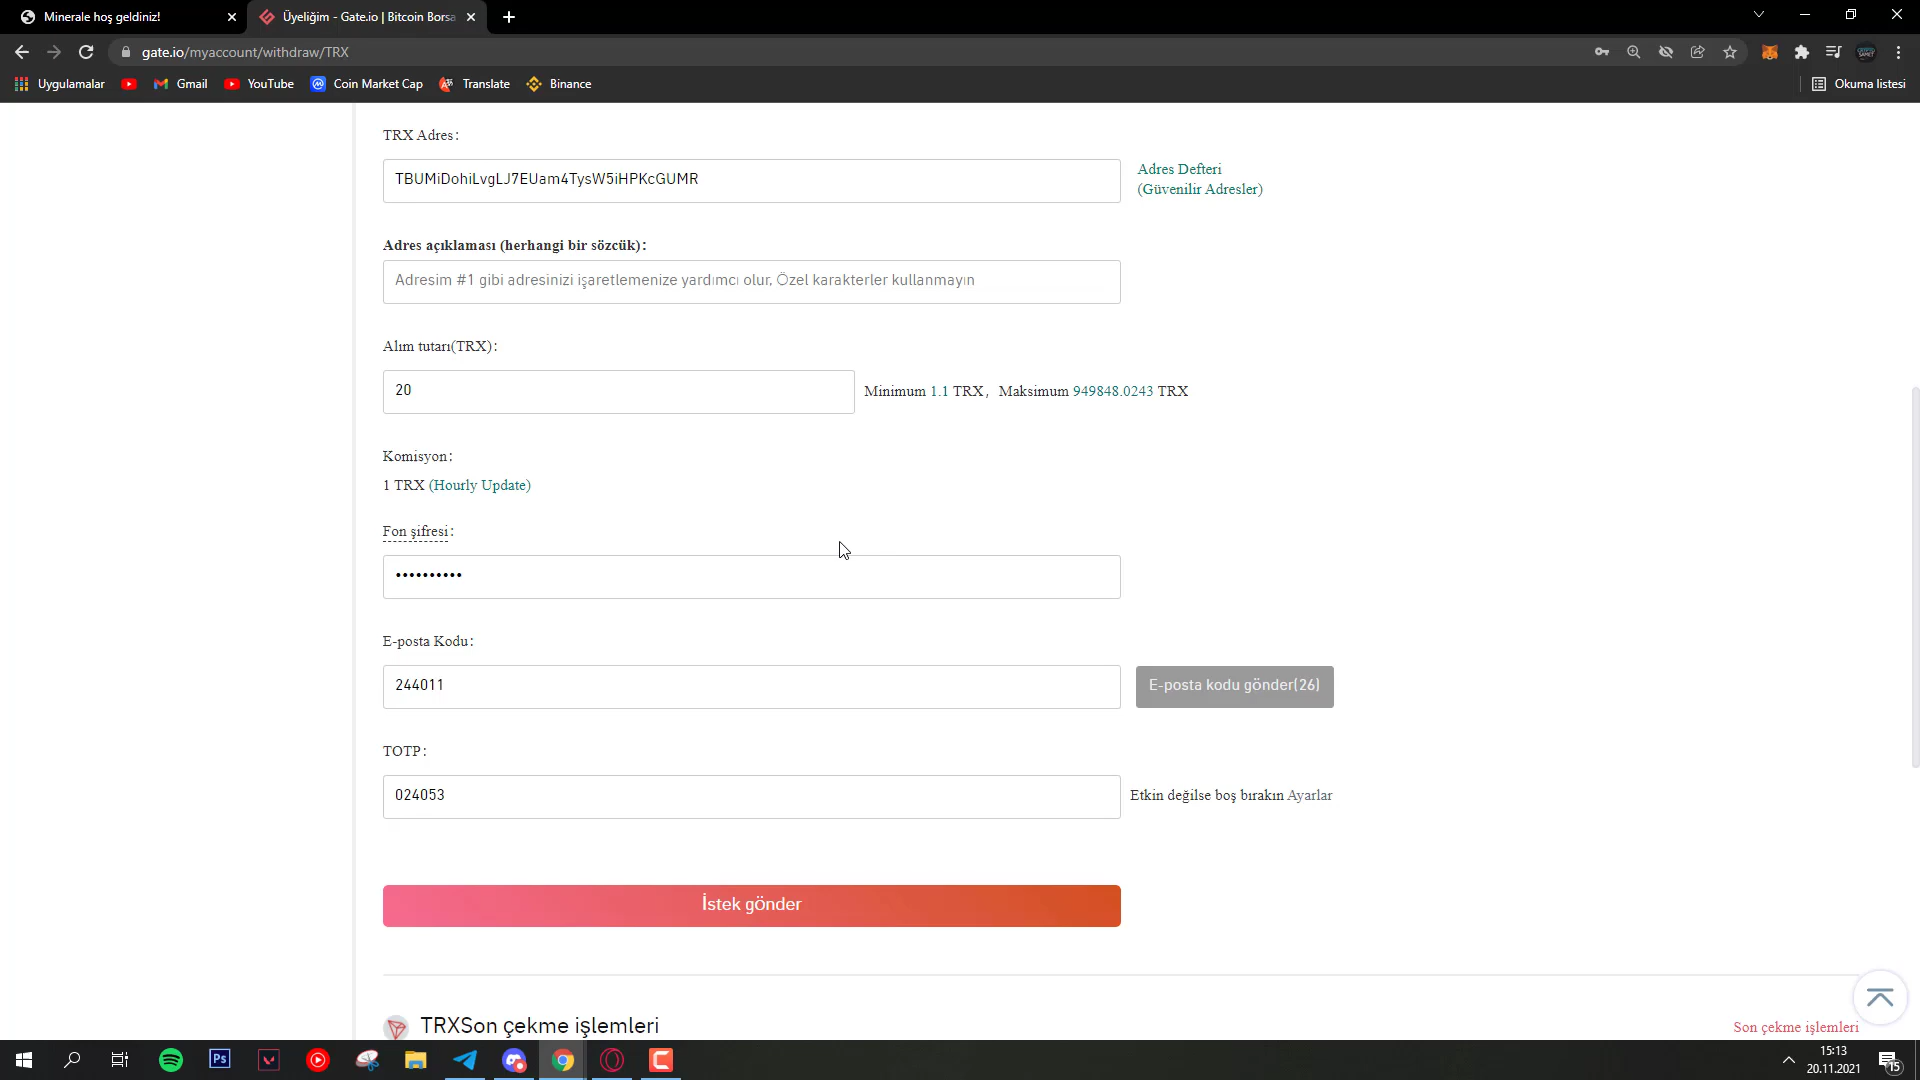 Minerale hoş geldiniz!
Üyeliğim - Gate.io | Bitcoin Borsa
gate.io/myaccount/withdraw/TRX
Uygulamalar
Gmail
YouTube
Coin Market Cap
Translate
Binance
Okuma listesi
TRX Adres:
TBUMiDohiLvgLJ7EUam4TysW5iHPKcGUMR
Adres Defteri
(Güvenilir Adresler)
Adres açıklaması (herhangi bir sözcük):
Adresim #1 gibi adresinizi işaretlemenize yardımcı olur, Özel karakterler kullanmayın
Alım tutarı(TRX):
20
Minimum 1.1 TRX, Maksimum 949848.0243 TRX
Komisyon:
1 TRX (Hourly Update)
Fon şifresi:
••••••••••
E-posta Kodu:
244011
E-posta kodu gönder(26)
TOTP:
024053
Etkin değilse boş bırakın Ayarlar
İstek gönder
TRXSon çekme işlemleri
Son çekme işlemleri
Ps
15:13
20.11.2021
15